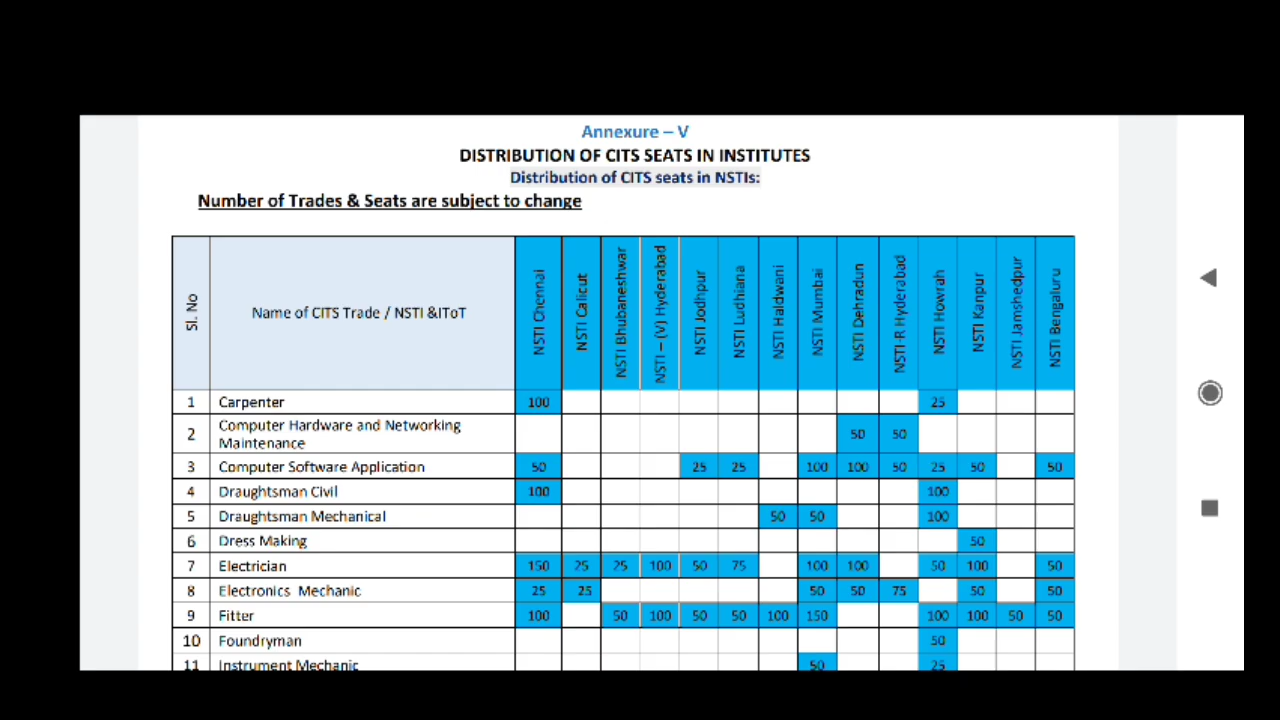 Annexure – V
DISTRIBUTION OF CITS SEATS IN INSTITUTES
Distribution of CITS seats in NSTIs:
Number of Trades & Seats are subject to change
Sl. No
Name of CITS Trade / NSTI &IToT
NSTI Chennal
NSTI Calicut
NSTI Bhubaneshwar
NSTI – (V) Hyderabad
NSTI Jodhpur
NSTI Ludhiana
NSTI Haldwani
NSTI Mumbai
NSTI Dehradun
NSTI-R Hyderabad
NSTI Howrah
NSTI Kanpur
NSTI Jamshedpur
NSTI Bengaluru
1 Carpenter 100 25
2 Computer Hardware and Networking
Maintenance 50 50
3 Computer Software Application 50 25 25 100 100 50 25 50 50
4 Draughtsman Civil 100 100
5 Draughtsman Mechanical 50 50 100
6 Dress Making 50
7 Electrician 150 25 25 100 50 75 100 100 50 100 50
8 Electronics Mechanic 25 25 50 50 75 50 50
9 Fitter 100 50 100 50 50 100 150 100 100 50 50
10 Foundryman 50
11 Instrument Mechanic 50 25